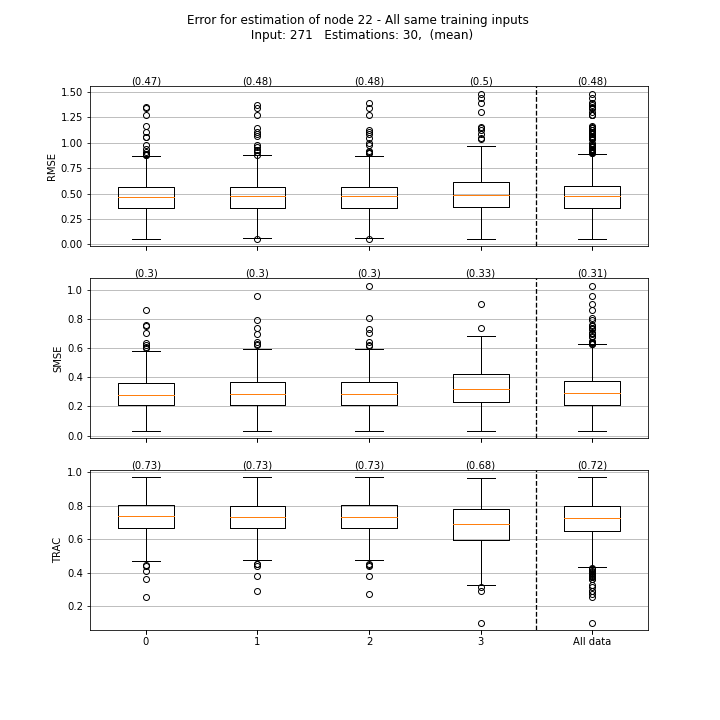 Error for estimation of node 22 - All same training inputs
Input: 271   Estimations: 30,  (mean)
(0.47) (0.48) (0.48) (0.5) (0.48)
1.50
1.25
1.00
0.75
0.50
0.25
0.00
RMSE
(0.3) (0.3) (0.3) (0.33) (0.31)
1.0
0.8
0.6
0.4
0.2
0.0
SMSE
(0.73) (0.73) (0.73) (0.68) (0.72)
1.0
0.8
0.6
0.4
0.2
TRAC
0 1 2 3 All data